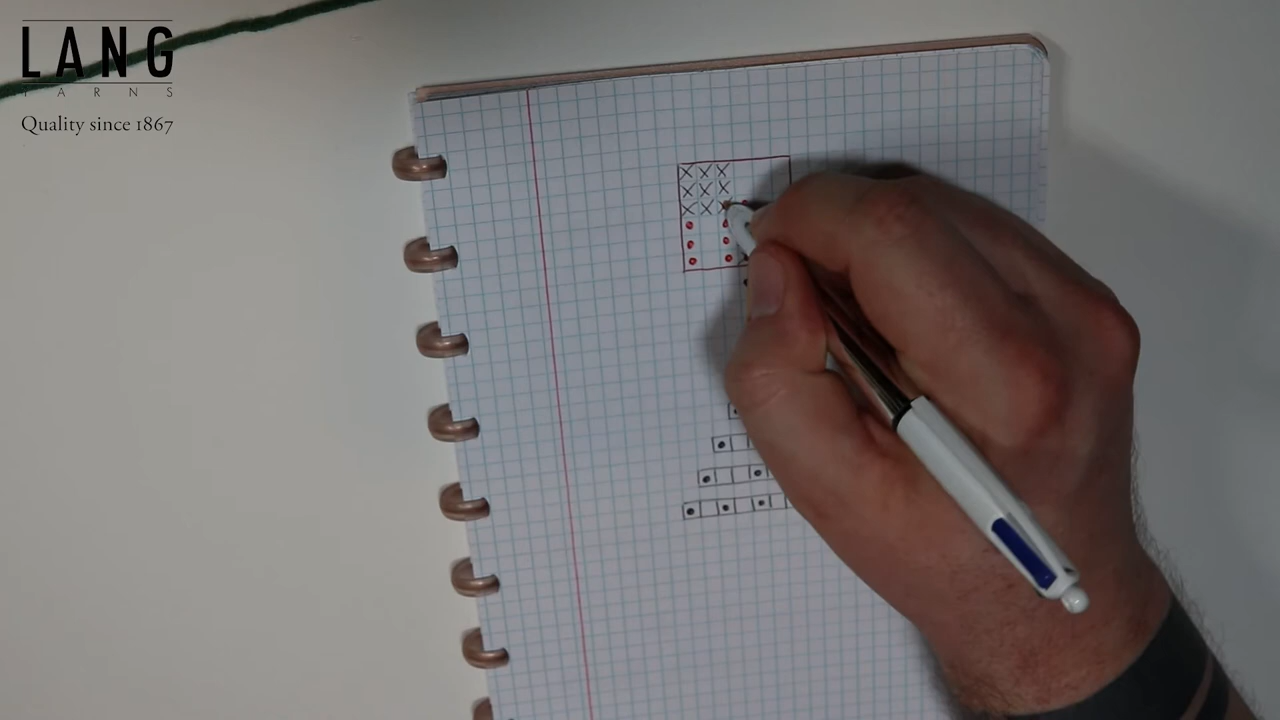 LANG
YARNS
Quality since 1867
X X X
X X X
X X